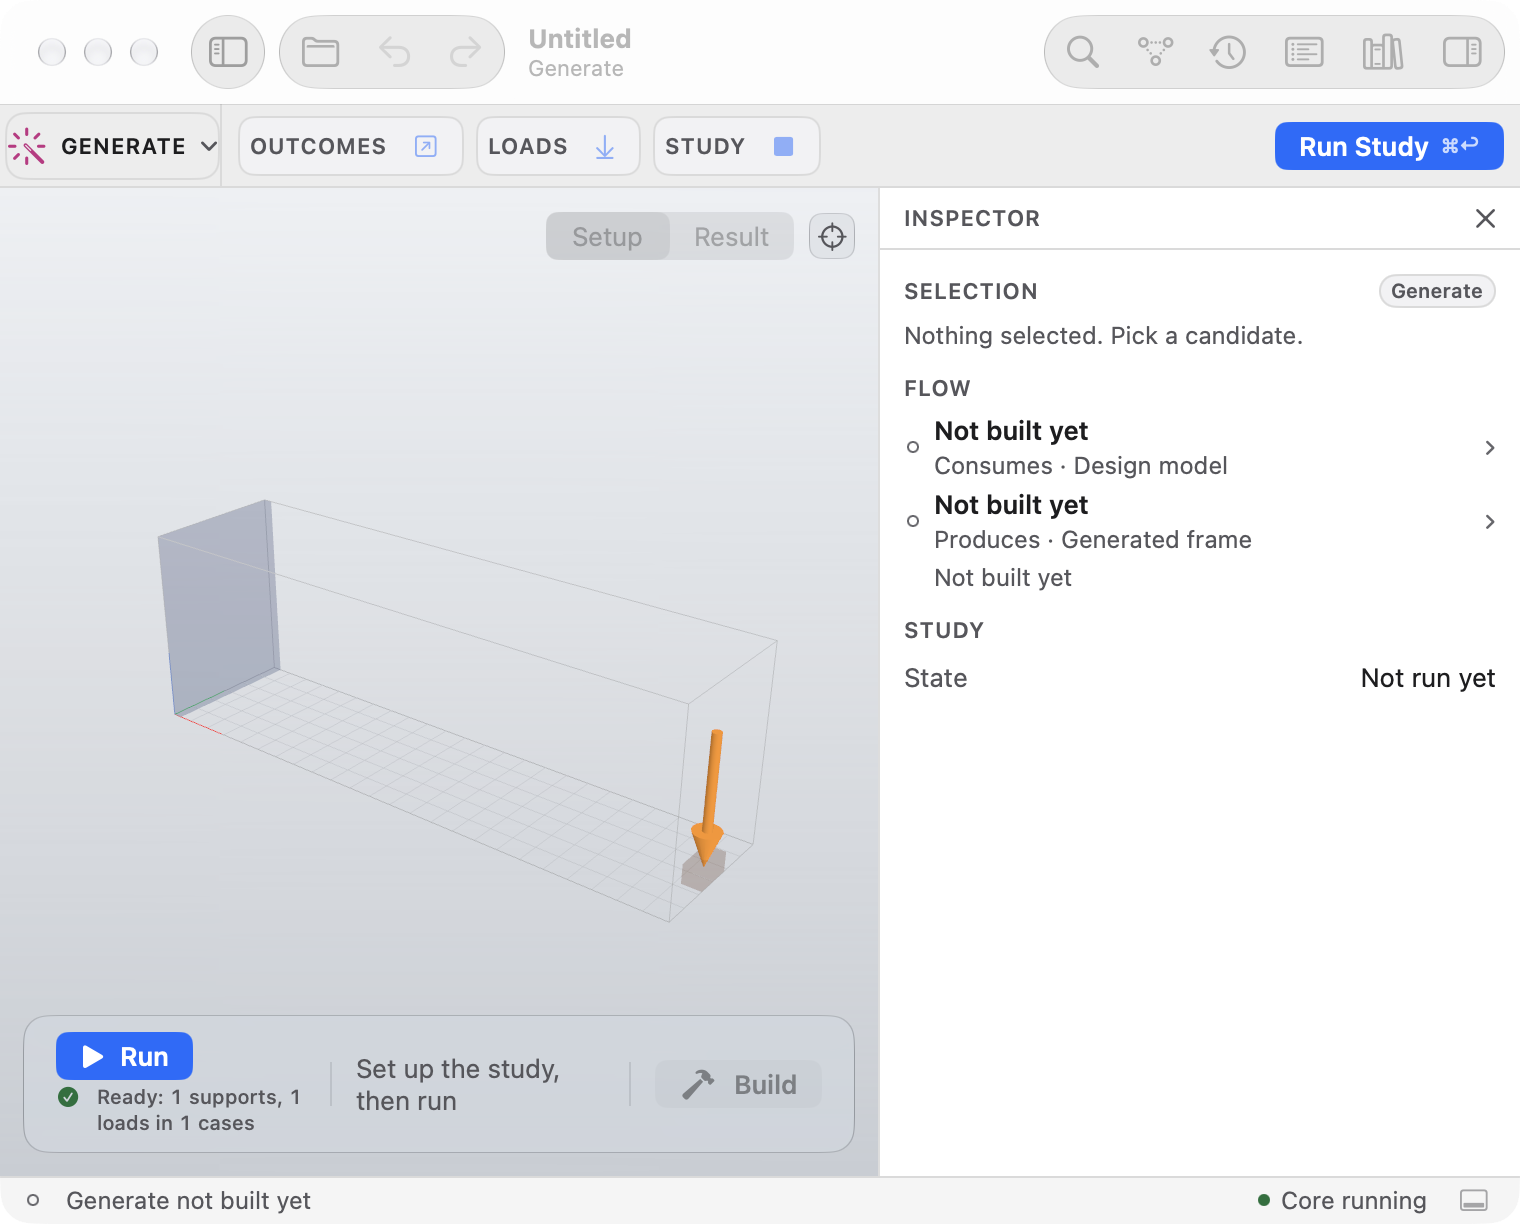 Untitled
Generate
GENERATE
OUTCOMES
LOADS
STUDY
Run Study ⌘↩
Setup
Result
INSPECTOR
SELECTION
Generate
Nothing selected. Pick a candidate.
FLOW
Not built yet
Consumes · Design model
Not built yet
Produces · Generated frame
Not built yet
STUDY
State
Not run yet
Run
Ready: 1 supports, 1
loads in 1 cases
Set up the study,
then run
Build
Generate not built yet
Core running